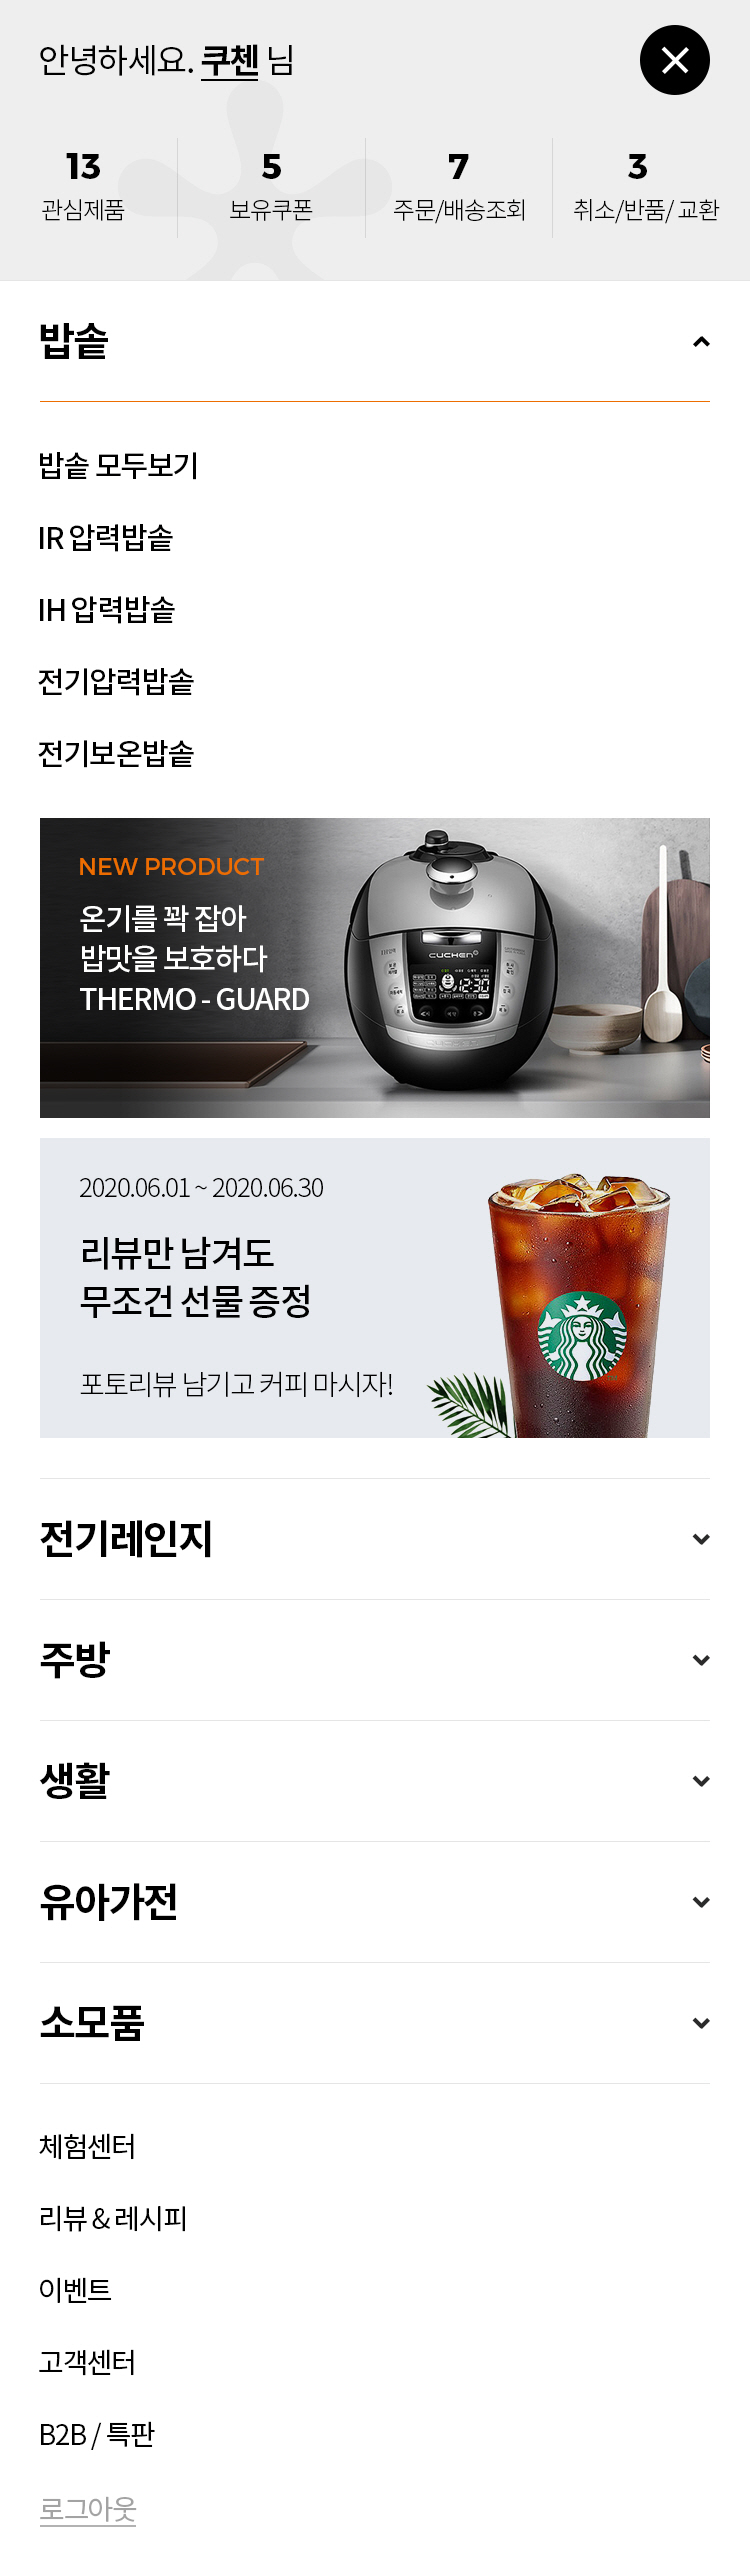 안녕하세요. 쿠첸 님
13
관심제품
5
보유쿠폰
7
주문/배송조회
3
취소/반품/ 교환
밥솥
밥솥 모두보기
IR 압력밥솥
IH 압력밥솥
전기압력밥솥
전기보온밥솥
NEW PRODUCT
온기를 꽉 잡아
밥맛을 보호하다
THERMO - GUARD
CUCHEN
12:30
2020.06.01 ~ 2020.06.30
리뷰만 남겨도
무조건 선물 증정
포토리뷰 남기고 커피 마시자!
전기레인지
주방
생활
유아가전
소모품
체험센터
리뷰 & 레시피
이벤트
고객센터
B2B / 특판
로그아웃